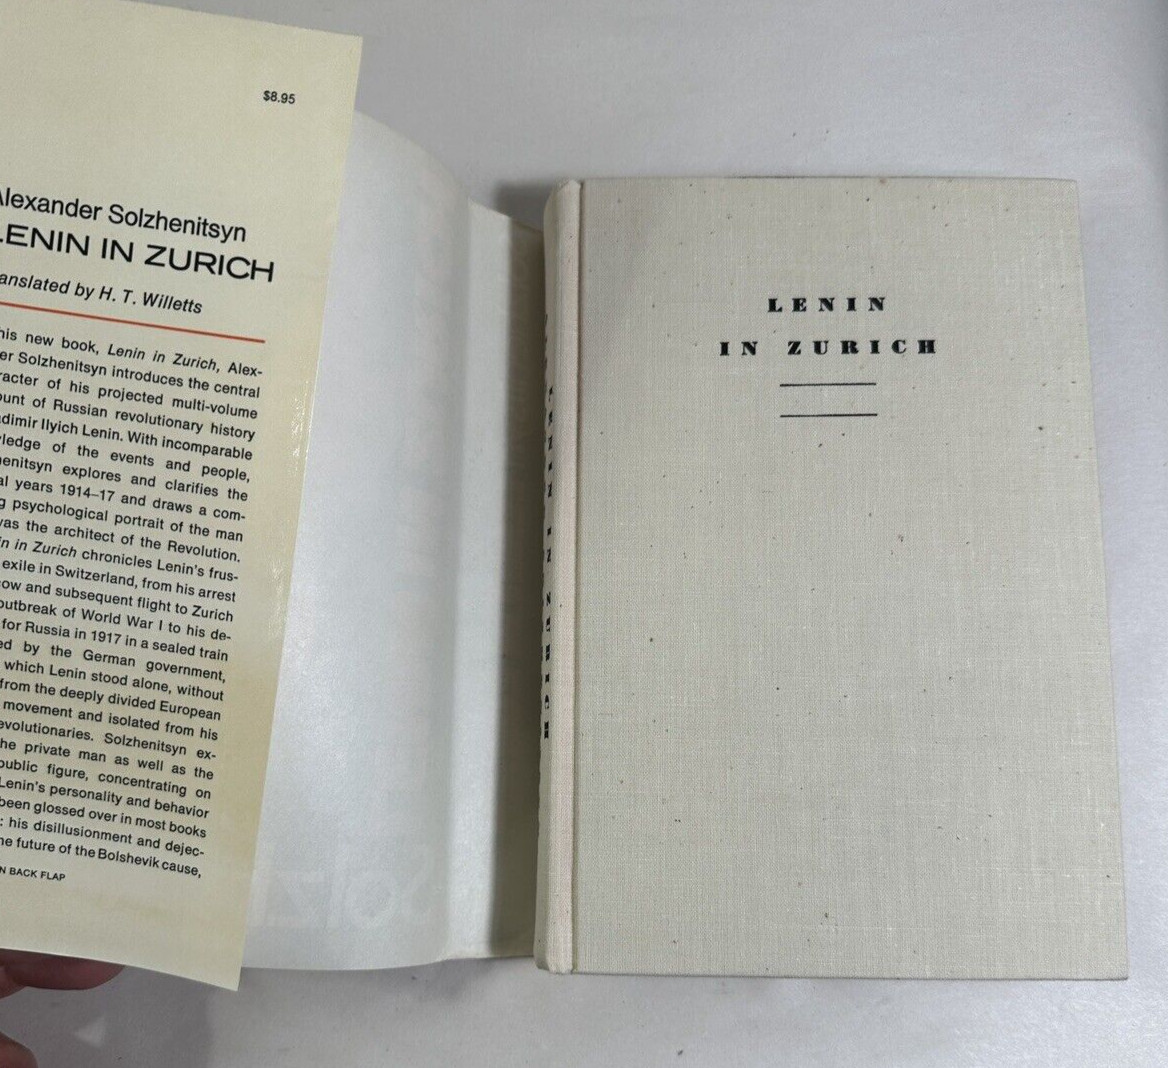 $8.95
Alexander Solzhenitsyn
LENIN IN ZURICH
anslated by H. T. Willetts
his new book, Lenin in Zurich, Alex-
er Solzhenitsyn introduces the central
racter of his projected multi-volume
ount of Russian revolutionary history
dimir Ilyich Lenin. With incomparable
ledge of the events and people,
henitsyn explores and clarifies the
al years 1914–17 and draws a com-
g psychological portrait of the man
was the architect of the Revolution.
in in Zurich chronicles Lenin's frus-
exile in Switzerland, from his arrest
ow and subsequent flight to Zurich
outbreak of World War I to his de-
for Russia in 1917 in a sealed train
ed by the German government,
which Lenin stood alone, without
from the deeply divided European
movement and isolated from his
evolutionaries. Solzhenitsyn ex-
he private man as well as the
public figure, concentrating on
Lenin's personality and behavior
been glossed over in most books
: his disillusionment and dejec-
he future of the Bolshevik cause,
N BACK FLAP
LENIN IN ZURICH
LENIN
IN ZURICH